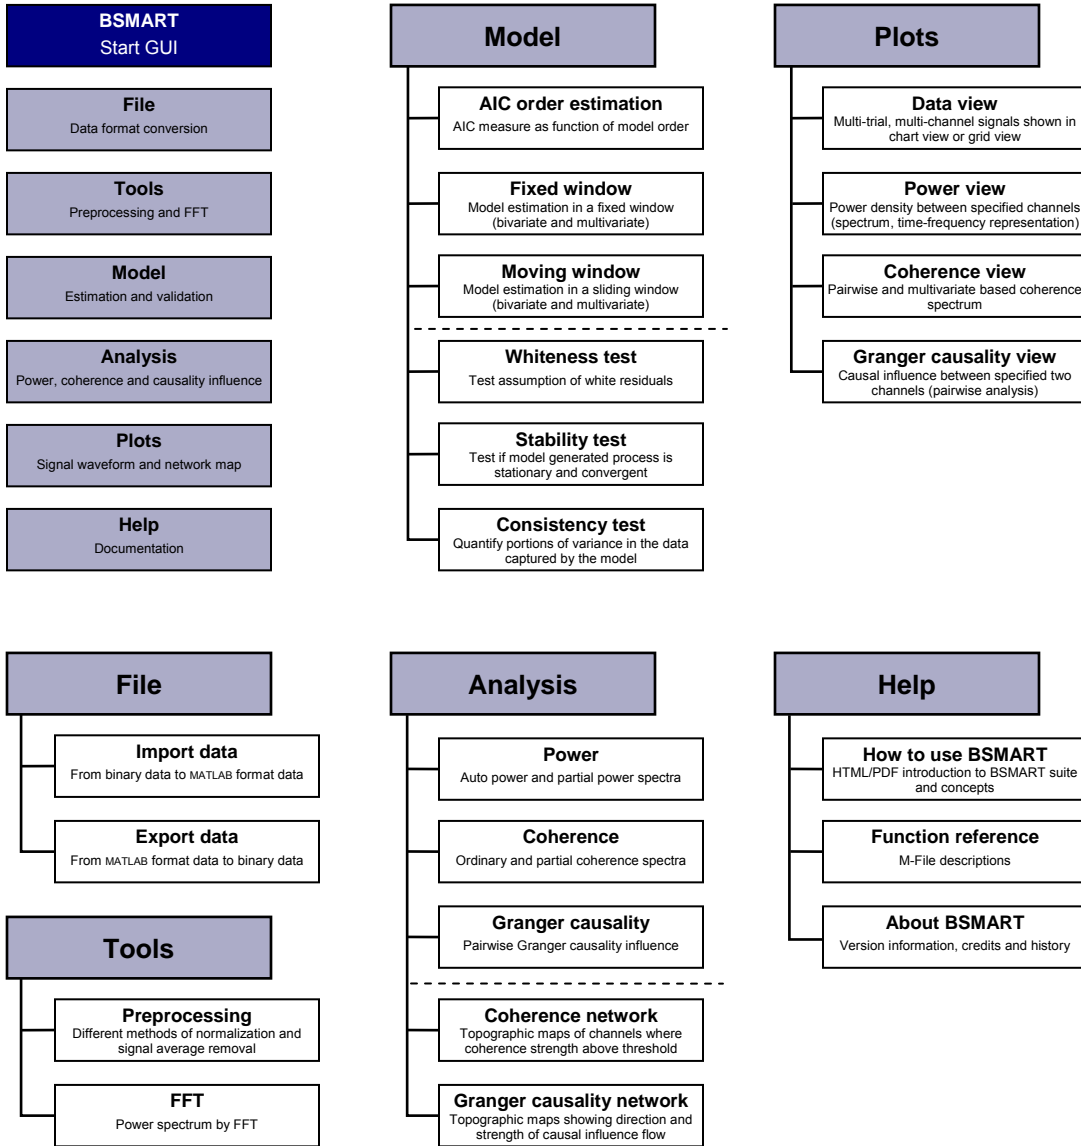 BSMART
Start GUI
File
Data format conversion
Tools
Preprocessing and FFT
Model
Estimation and validation
Analysis
Power, coherence and causality influence
Plots
Signal waveform and network map
Help
Documentation
Model
AIC order estimation
AIC measure as function of model order
Fixed window
Model estimation in a fixed window
(bivariate and multivariate)
Moving window
Model estimation in a sliding window
(bivariate and multivariate)
Whiteness test
Test assumption of white residuals
Stability test
Test if model generated process is
stationary and convergent
Consistency test
Quantify portions of variance in the data
captured by the model
Plots
Data view
Multi-trial, multi-channel signals shown in
chart view or grid view
Power view
Power density between specified channels
(spectrum, time-frequency representation)
Coherence view
Pairwise and multivariate based coherence
spectrum
Granger causality view
Causal influence between specified two
channels (pairwise analysis)
File
Import data
From binary data to MATLAB format data
Export data
From MATLAB format data to binary data
Tools
Preprocessing
Different methods of normalization and
signal average removal
FFT
Power spectrum by FFT
Analysis
Power
Auto power and partial power spectra
Coherence
Ordinary and partial coherence spectra
Granger causality
Pairwise Granger causality influence
Coherence network
Topographic maps of channels where
coherence strength above threshold
Granger causality network
Topographic maps showing direction and
strength of causal influence flow
Help
How to use BSMART
HTML/PDF introduction to BSMART suite
and concepts
Function reference
M-File descriptions
About BSMART
Version information, credits and history